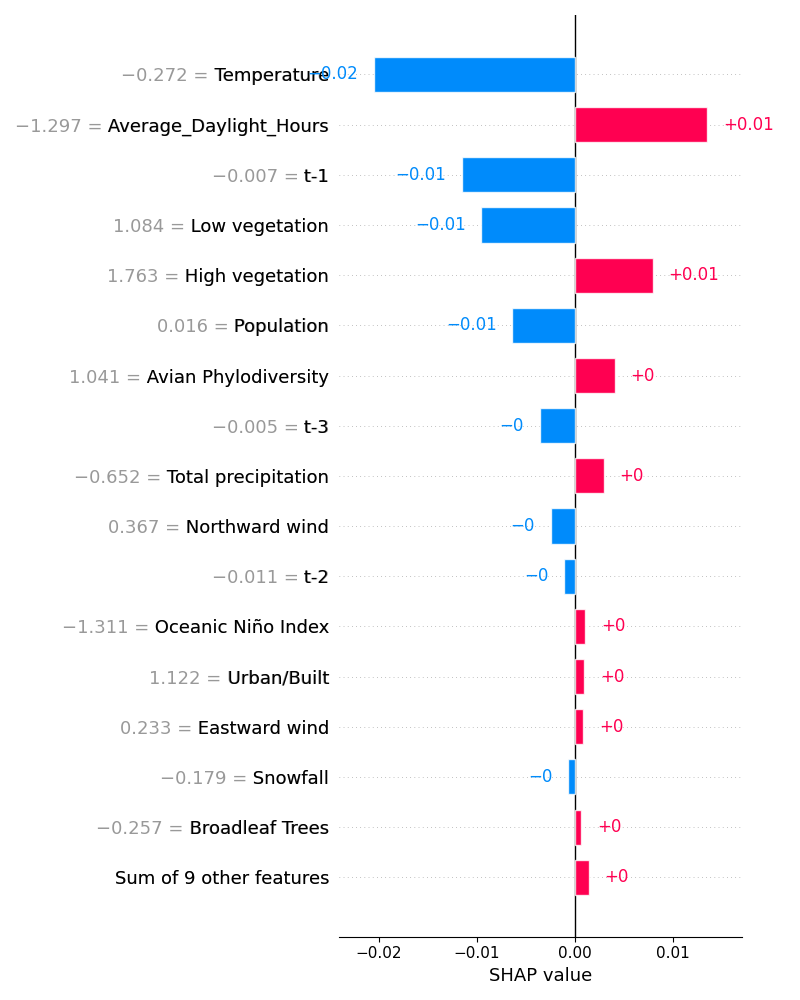 −0.272 = Temperature −0.02
−1.297 = Average_Daylight_Hours +0.01
−0.007 = t-1 −0.01
1.084 = Low vegetation −0.01
1.763 = High vegetation +0.01
0.016 = Population −0.01
1.041 = Avian Phylodiversity +0
−0.005 = t-3 −0
−0.652 = Total precipitation +0
0.367 = Northward wind −0
−0.011 = t-2 −0
−1.311 = Oceanic Niño Index +0
1.122 = Urban/Built +0
0.233 = Eastward wind +0
−0.179 = Snowfall −0
−0.257 = Broadleaf Trees +0
Sum of 9 other features +0
−0.02 −0.01 0.00 0.01
SHAP value